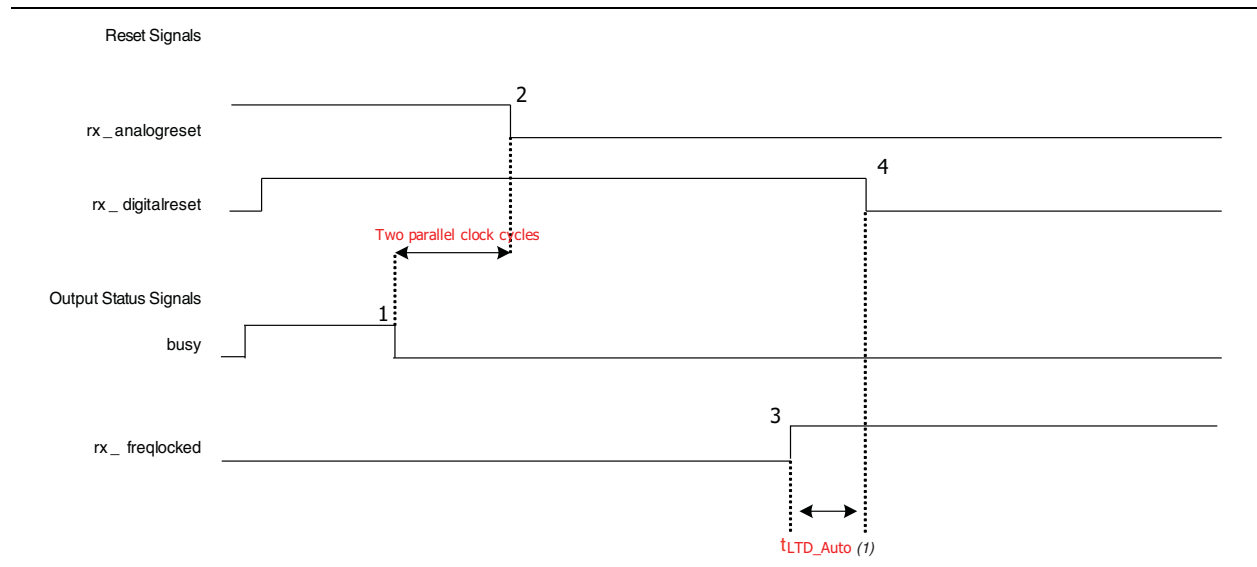 Reset Signals
2
rx _ analogreset
4
rx _ digitalreset
Two parallel clock cycles
Output Status Signals
1
busy
3
rx _ freqlocked
tLTD_Auto (1)